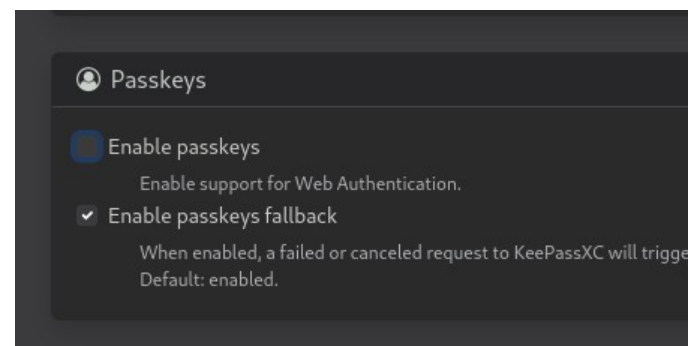 Passkeys
Enable passkeys
Enable support for Web Authentication.
Enable passkeys fallback
When enabled, a failed or canceled request to KeePassXC will trigge
Default: enabled.